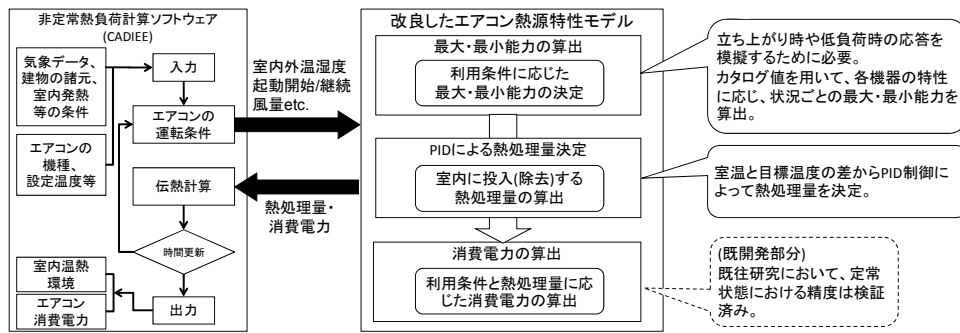 非定常熱負荷計算ソフトウェア
(CADIEE)
気象データ、
建物の諸元、
室内発熱
等の条件
エアコンの
機種、
設定温度等
入力
エアコンの
運転条件
伝熱計算
時間更新
出力
室内温熱
環境
エアコン
消費電力
室内外温湿度
起動開始/継続
風量etc.
熱処理量・
消費電力
改良したエアコン熱源特性モデル
最大・最小能力の算出
利用条件に応じた
最大・最小能力の決定
PIDによる熱処理量決定
室内に投入(除去)する
熱処理量の算出
消費電力の算出
利用条件と熱処理量に応
じた消費電力の算出
立ち上がり時や低負荷時の応答を
模擬するために必要。
カタログ値を用いて、各機器の特性
に応じ、状況ごとの最大・最小能力を
算出。
室温と目標温度の差からPID制御に
よって熱処理量を決定。
(既開発部分)
既往研究において、定常
状態における精度は検証
済み。